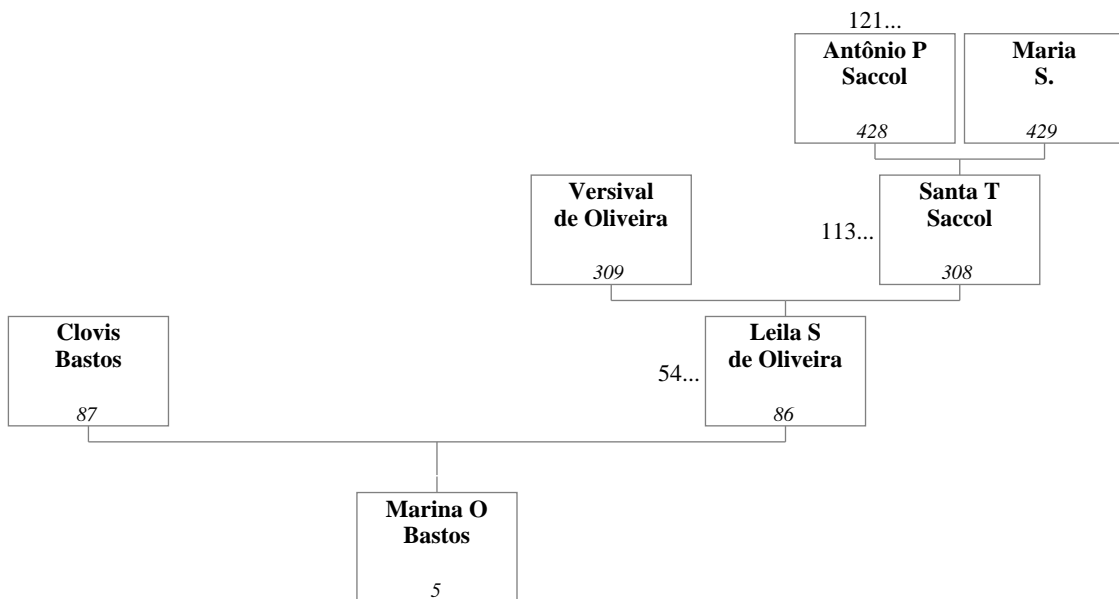 121...
Antônio P
Saccol
428
Maria
S.
429
Versival
de Oliveira
309
113...
Santa T
Saccol
308
Clovis
Bastos
87
54...
Leila S
de Oliveira
86
Marina O
Bastos
5